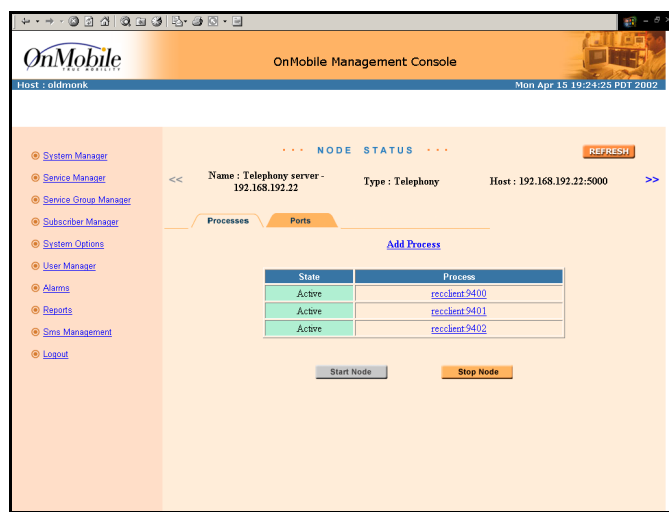 OnMobile
TRUE MOBILITY
OnMobile Management Console
Host : oldmonk
Mon Apr 15 19:24:25 PDT 2002
System Manager
Service Manager
Service Group Manager
Subscriber Manager
System Options
User Manager
Alarms
Reports
Sms Management
Logout
··· NODE STATUS ···
REFRESH
<<
Name : Telephony server -
192.168.192.22
Type : Telephony
Host : 192.168.192.22:5000
>>
Processes
Ports
Add Process
State Process
Active recclient:9400
Active recclient:9401
Active recclient:9402
Start Node
Stop Node